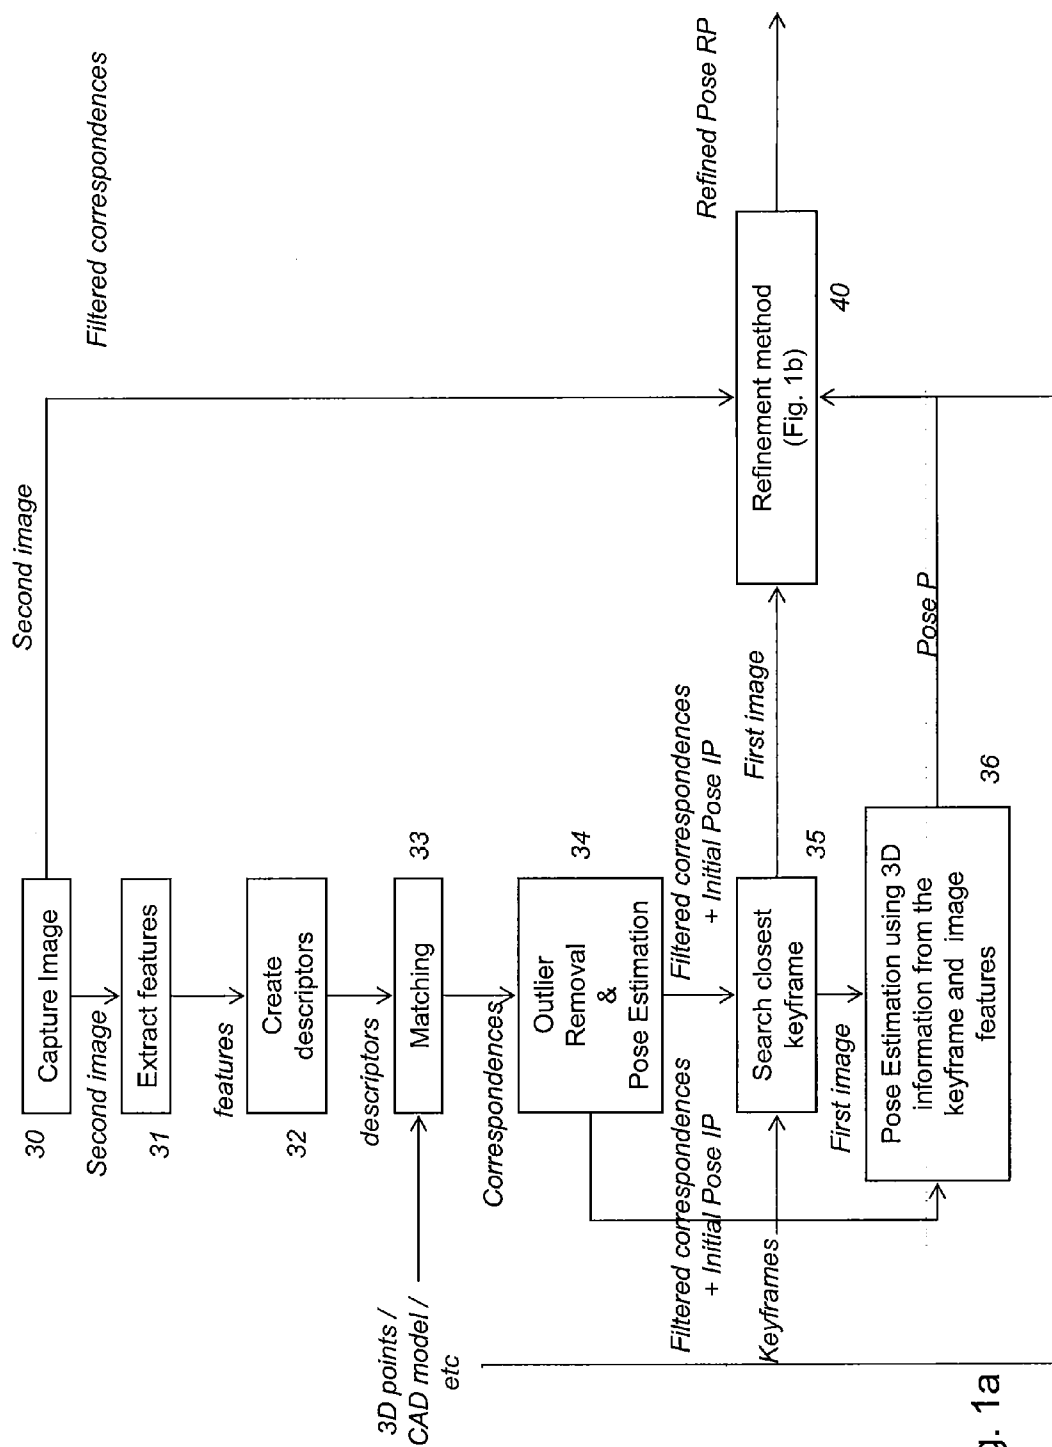 Second image
Filtered correspondences
30
Capture Image
Second image
31
Extract features
features
32
Create
descriptors
descriptors
3D points /
CAD model /
etc
Matching
33
Correspondences
Outlier
Removal
&
Pose Estimation
34
Filtered correspondences
+ Initial Pose IP
Filtered correspondences
+ Initial Pose IP
Keyframes
Search closest
keyframe
35
First image
Refinement method
(Fig. 1b)
40
Refined Pose RP
First image
Pose Estimation using 3D
information from the
keyframe and image
features
36
Pose P
g. 1a